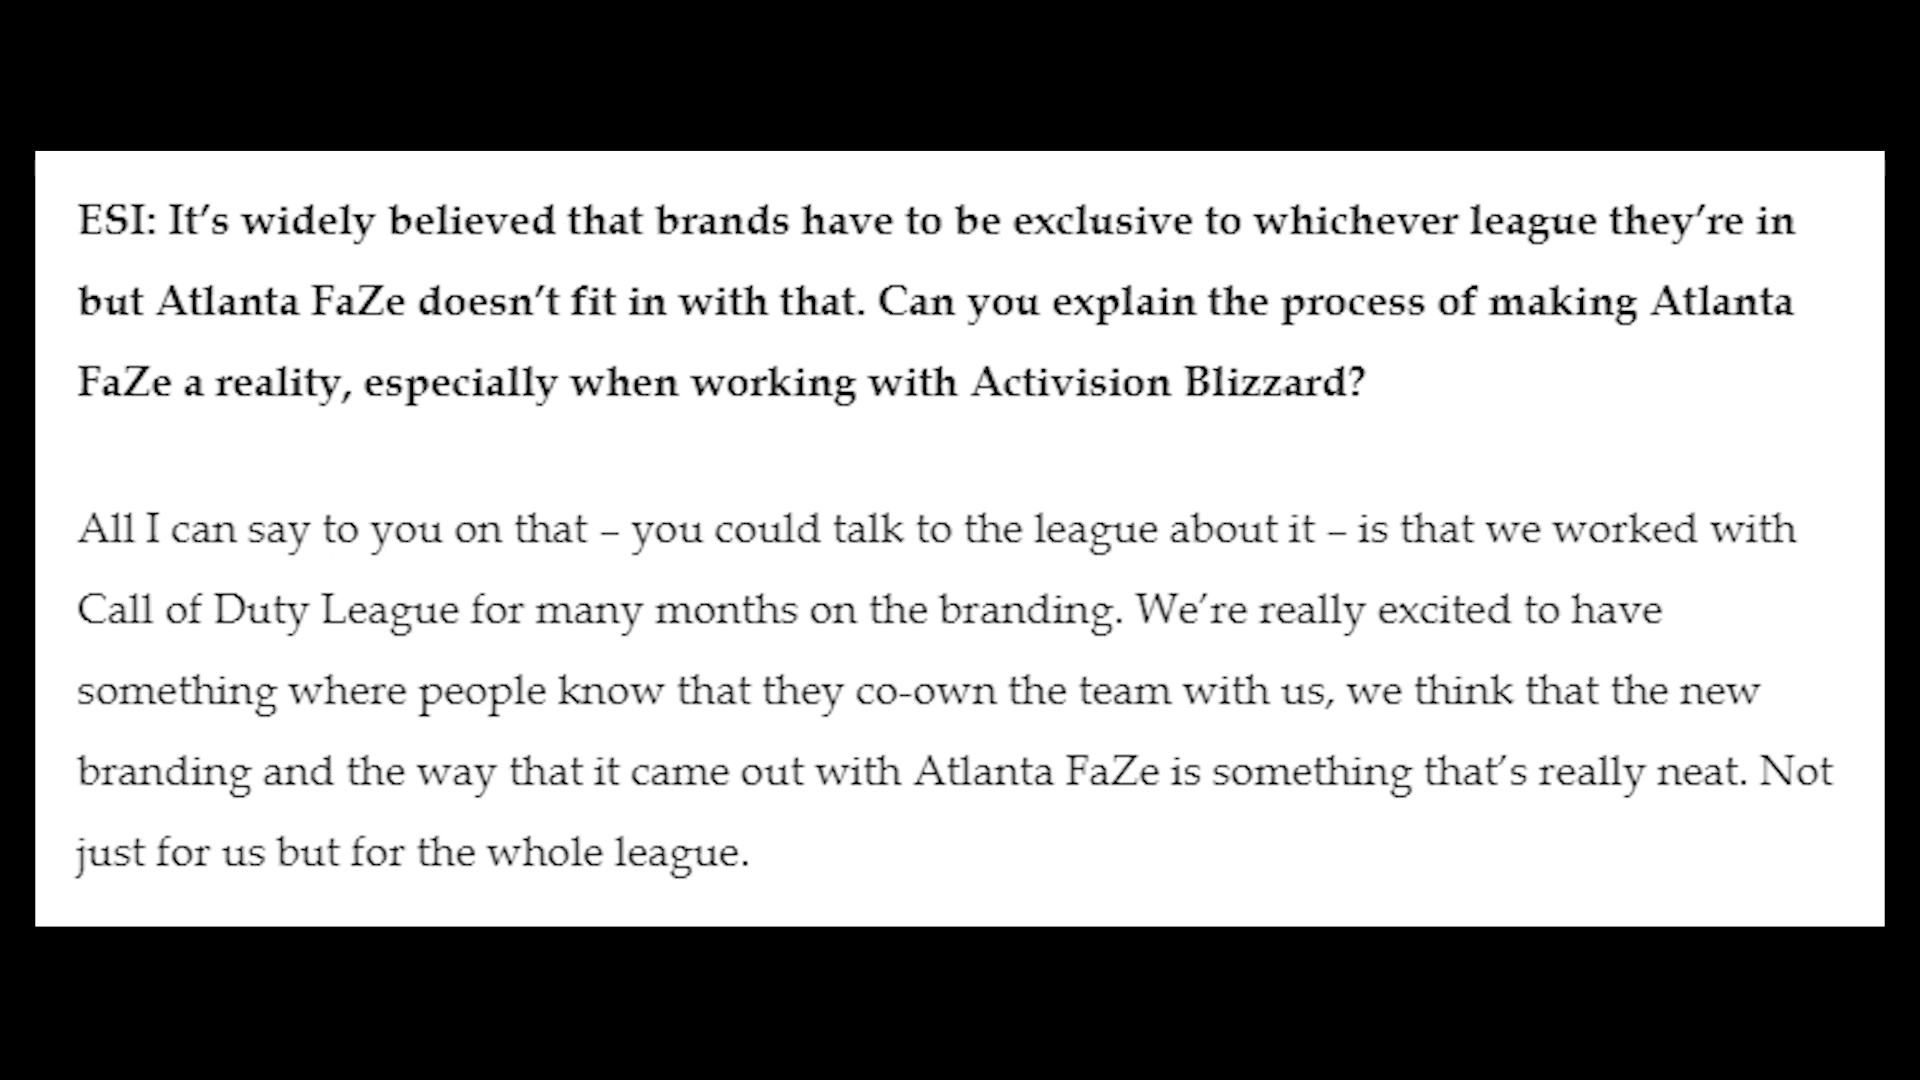 ESI: It’s widely believed that brands have to be exclusive to whichever league they’re in
but Atlanta FaZe doesn’t fit in with that. Can you explain the process of making Atlanta
FaZe a reality, especially when working with Activision Blizzard?
All I can say to you on that – you could talk to the league about it – is that we worked with
Call of Duty League for many months on the branding. We’re really excited to have
something where people know that they co-own the team with us, we think that the new
branding and the way that it came out with Atlanta FaZe is something that’s really neat. Not
just for us but for the whole league.